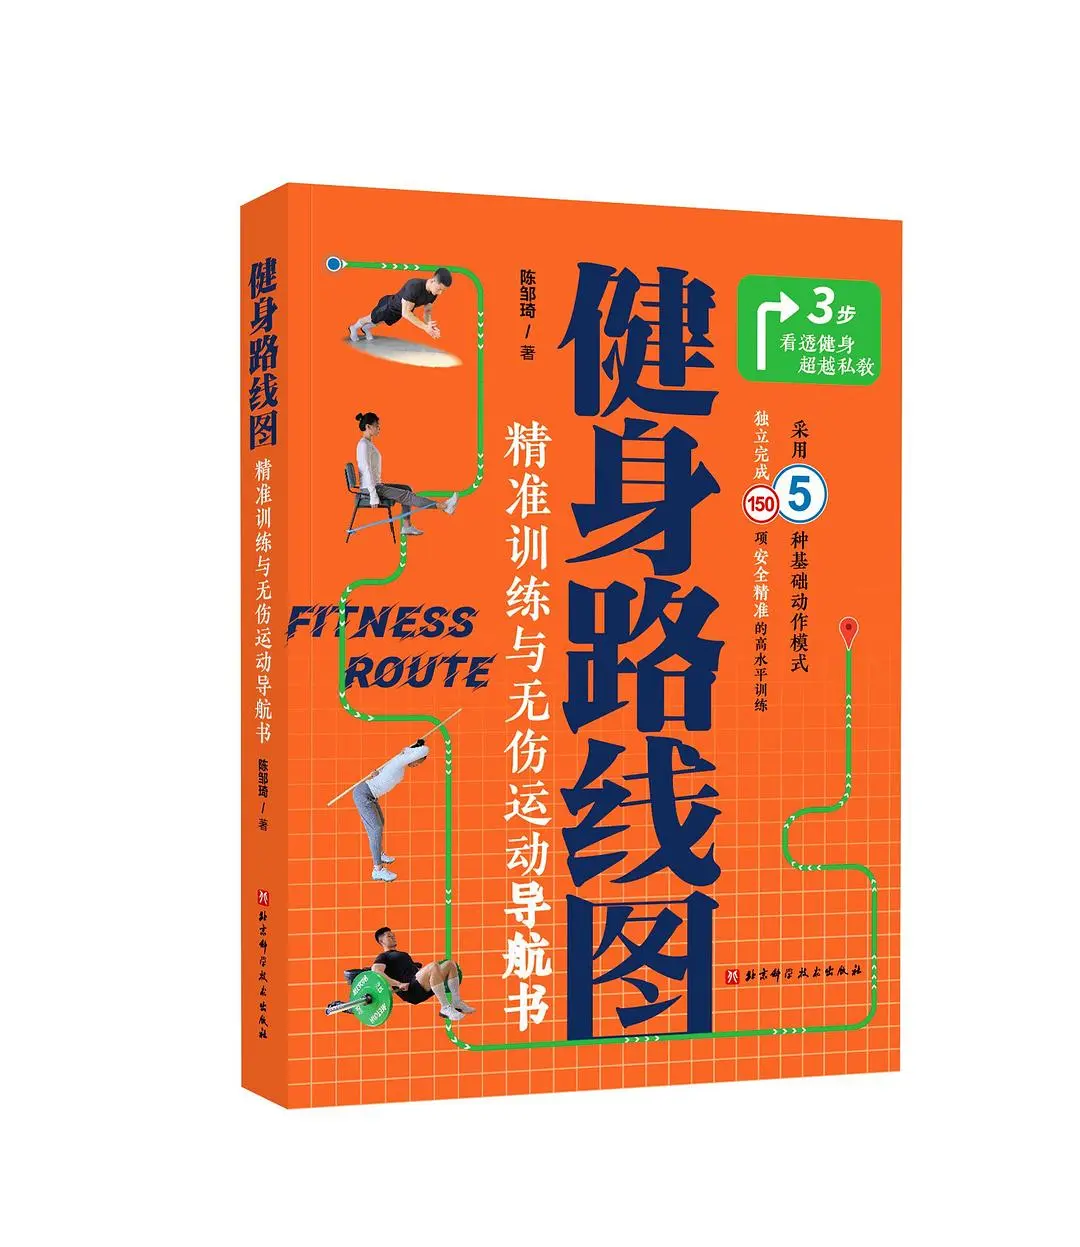 健身路线图
精准训练与无伤运动导航书
陈邹琦/著
北京科学技术出版社
陈邹琦/著
健身路线图
精准训练与无伤运动导航书
FITNESS
ROUTE
3步
看透健身
超越私教
采用5种基础动作模式
独立完成150项安全精准的高水平训练
北京科学技术出版社